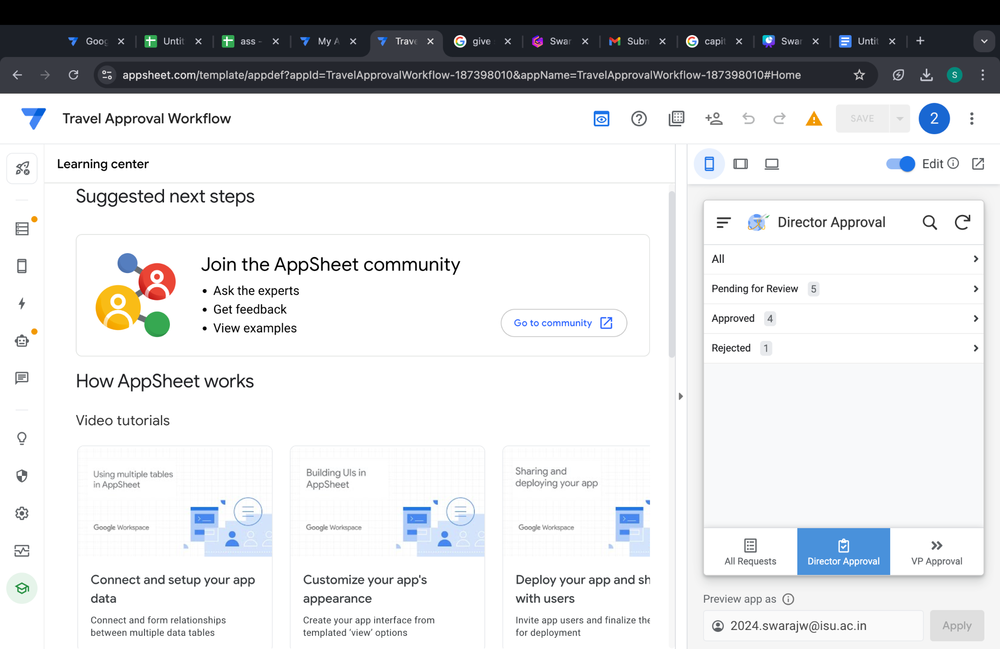 Goog
Untit
ass -
My A
Trave
give
Swar
Subm
capit
Swar
Untit
appsheet.com/template/appdef?appId=TravelApprovalWorkflow-187398010&appName=TravelApprovalWorkflow-187398010#Home
S
Travel Approval Workflow
SAVE
2
Learning center
Edit
Suggested next steps
Join the AppSheet community
• Ask the experts
• Get feedback
• View examples
Go to community
How AppSheet works
Video tutorials
Using multiple tables
in AppSheet
Google Workspace
Connect and setup your app
data
Connect and form relationships
between multiple data tables
Building UIs in
AppSheet
Google Workspace
Customize your app's
appearance
Create your app interface from
templated ‘view’ options
Sharing and
deploying your app
Google Workspace
Deploy your app and sh
with users
Invite app users and finalize the
for deployment
Director Approval
All
Pending for Review 5
Approved 4
Rejected 1
All Requests
Director Approval
VP Approval
Preview app as
2024.swarajw@isu.ac.in
Apply